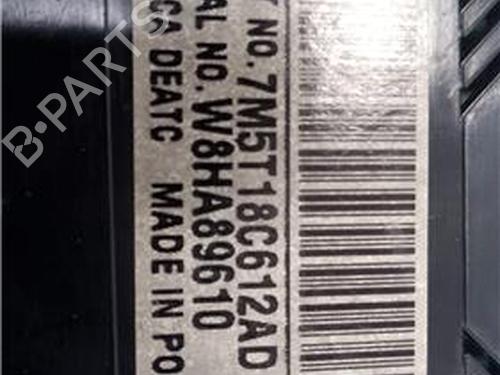 T NO. 7M5T18C612AD
AL NO. W8HA89610
CA DEATC MADE IN PO
B-PARTS